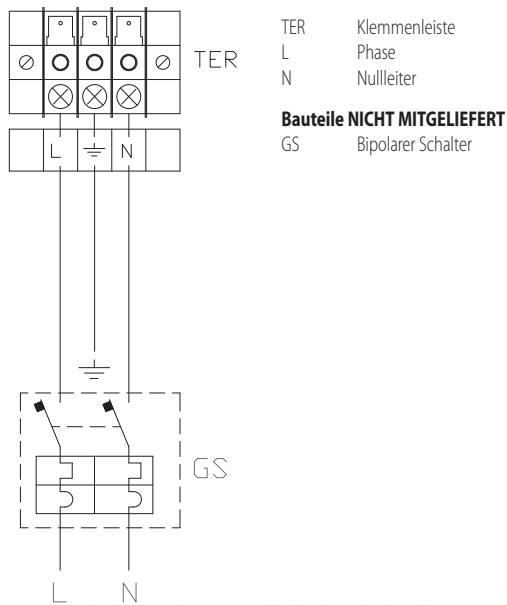 TER
L N
GS
L N
TER Klemmenleiste
L Phase
N Nullleiter
Bauteile NICHT MITGELIEFERT
GS Bipolarer Schalter